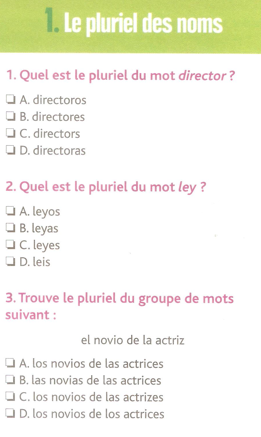 1. Le pluriel des noms
1. Quel est le pluriel du mot director ?
❑ A. directoros
❑ B. directores
❑ C. directors
❑ D. directoras
2. Quel est le pluriel du mot ley ?
❑ A. leyos
❑ B. leyas
❑ C. leyes
❑ D. leis
3. Trouve le pluriel du groupe de mots
suivant :
el novio de la actriz
❑ A. los novios de las actrices
❑ B. las novias de las actrices
❑ C. los novios de las actrizes
❑ D. los novios de los actrices